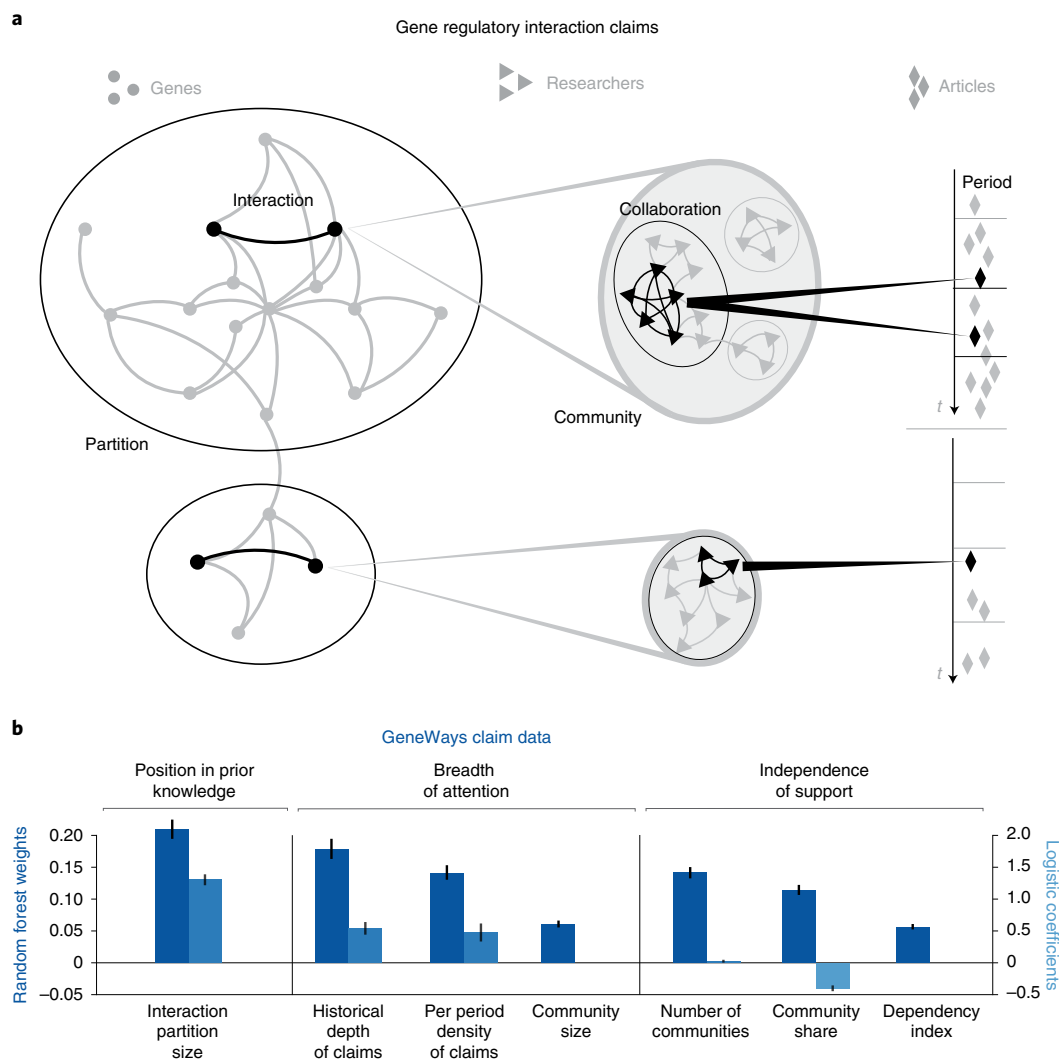 a
Gene regulatory interaction claims
Genes
Researchers
Articles
Interaction
Partition
Collaboration
Community
Period
t
t
b
GeneWays claim data
Position in prior
knowledge
Breadth
of attention
Independence
of support
Random forest weights
0.20
0.15
0.10
0.05
0
–0.05
2.0
1.5
1.0
0.5
0
–0.5
Logistic coefficients
Interaction
partition
size
Historical
depth
of claims
Per period
density
of claims
Community
size
Number of
communities
Community
share
Dependency
index